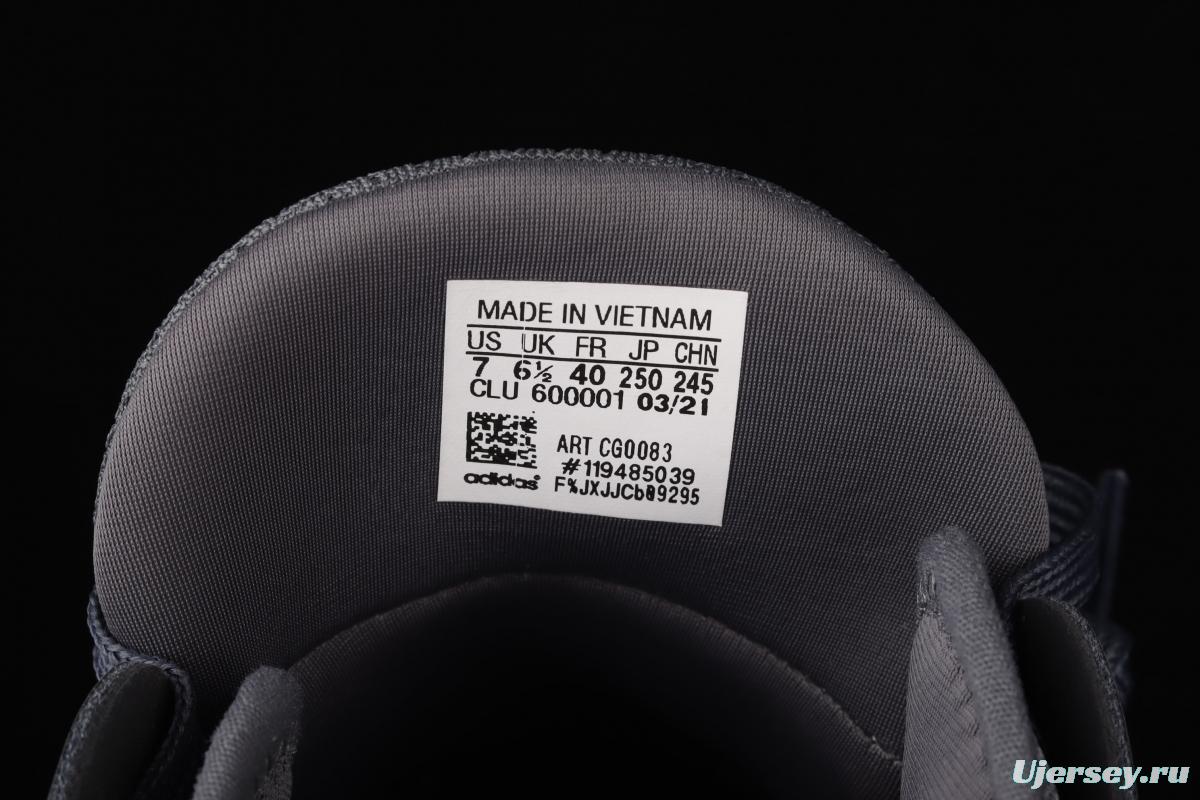 MADE IN VIETNAM
US UK FR JP CHN
7 6½ 40 250 245
CLU 600001 03/21
ART CG0083
#119485039
adidas® F%JXJJCb09295
Ujersey.ru